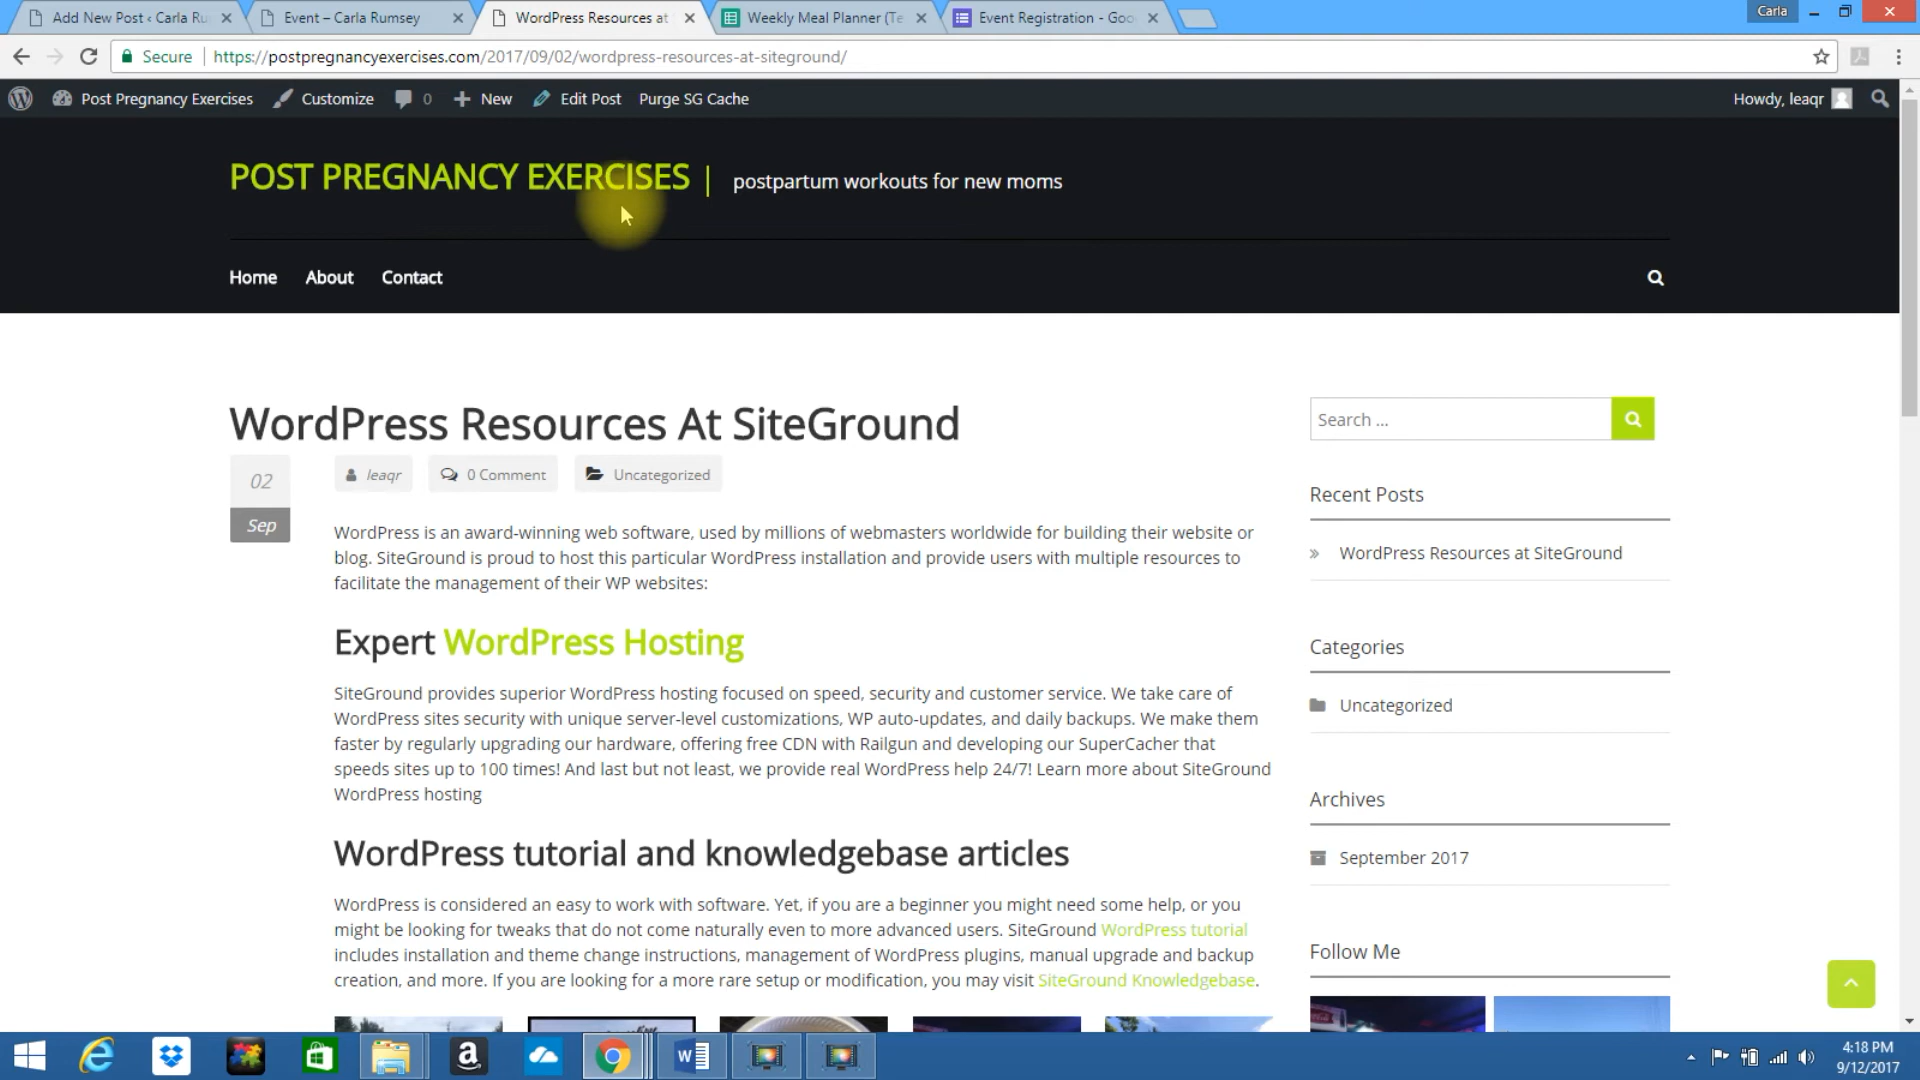 Add New Post ‹ Carla Ru
Event – Carla Rumsey
WordPress Resources at
Weekly Meal Planner (Te
Event Registration - Goo
Carla
Secure
https://postpregnancyexercises.com/2017/09/02/wordpress-resources-at-siteground/
Post Pregnancy Exercises
Customize
0
New
Edit Post
Purge SG Cache
Howdy, leaqr
POST PREGNANCY EXERCISES |
postpartum workouts for new moms
Home
About
Contact
WordPress Resources At SiteGround
02
Sep
leaqr
0 Comment
Uncategorized
WordPress is an award-winning web software, used by millions of webmasters worldwide for building their website or
blog. SiteGround is proud to host this particular WordPress installation and provide users with multiple resources to
facilitate the management of their WP websites:
Expert WordPress Hosting
SiteGround provides superior WordPress hosting focused on speed, security and customer service. We take care of
WordPress sites security with unique server-level customizations, WP auto-updates, and daily backups. We make them
faster by regularly upgrading our hardware, offering free CDN with Railgun and developing our SuperCacher that
speeds sites up to 100 times! And last but not least, we provide real WordPress help 24/7! Learn more about SiteGround
WordPress hosting
WordPress tutorial and knowledgebase articles
WordPress is considered an easy to work with software. Yet, if you are a beginner you might need some help, or you
might be looking for tweaks that do not come naturally even to more advanced users. SiteGround WordPress tutorial
includes installation and theme change instructions, management of WordPress plugins, manual upgrade and backup
creation, and more. If you are looking for a more rare setup or modification, you may visit SiteGround Knowledgebase.
Search ...
Recent Posts
» WordPress Resources at SiteGround
Categories
Uncategorized
Archives
September 2017
Follow Me
4:18 PM
9/12/2017